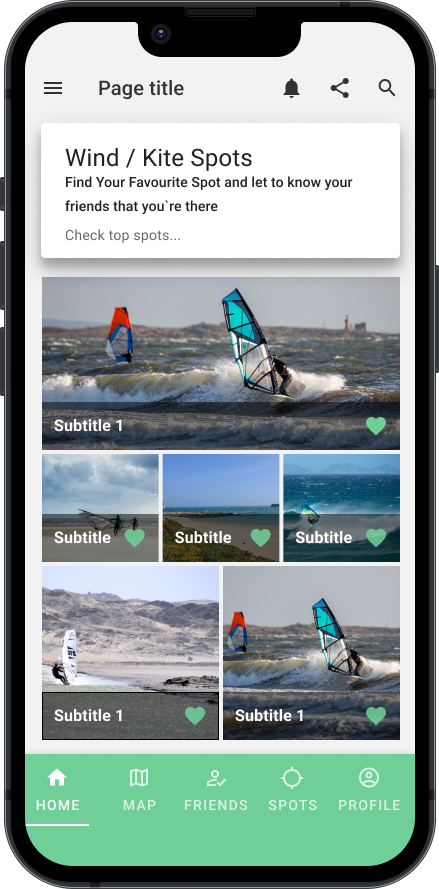 Page title
Wind / Kite Spots
Find Your Favourite Spot and let to know your
friends that you`re there
Check top spots...
Subtitle 1
Subtitle
Subtitle
Subtitle
Subtitle 1
Subtitle 1
HOME
MAP
FRIENDS
SPOTS
PROFILE